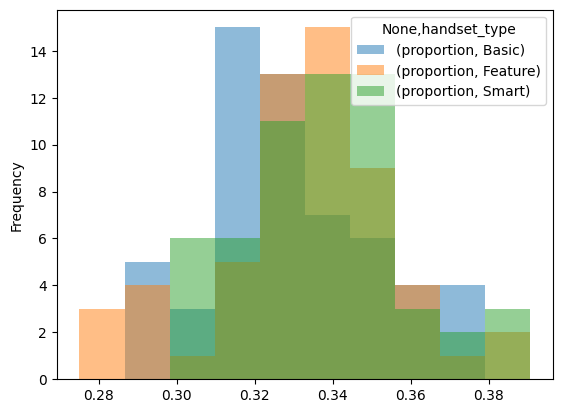 None,handset_type
(proportion, Basic)
(proportion, Feature)
(proportion, Smart)
Frequency
14
12
10
8
6
4
2
0
0.28 0.30 0.32 0.34 0.36 0.38